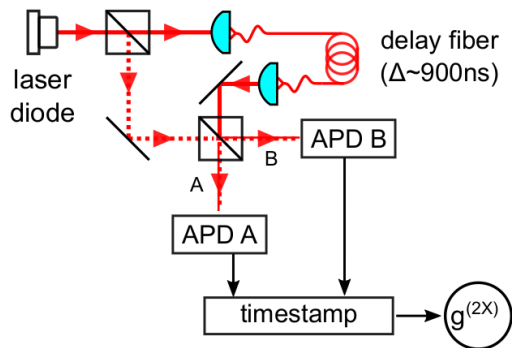 laser
diode
delay fiber
(Δ~900ns)
APD B
B
A
APD A
timestamp
g(2X)